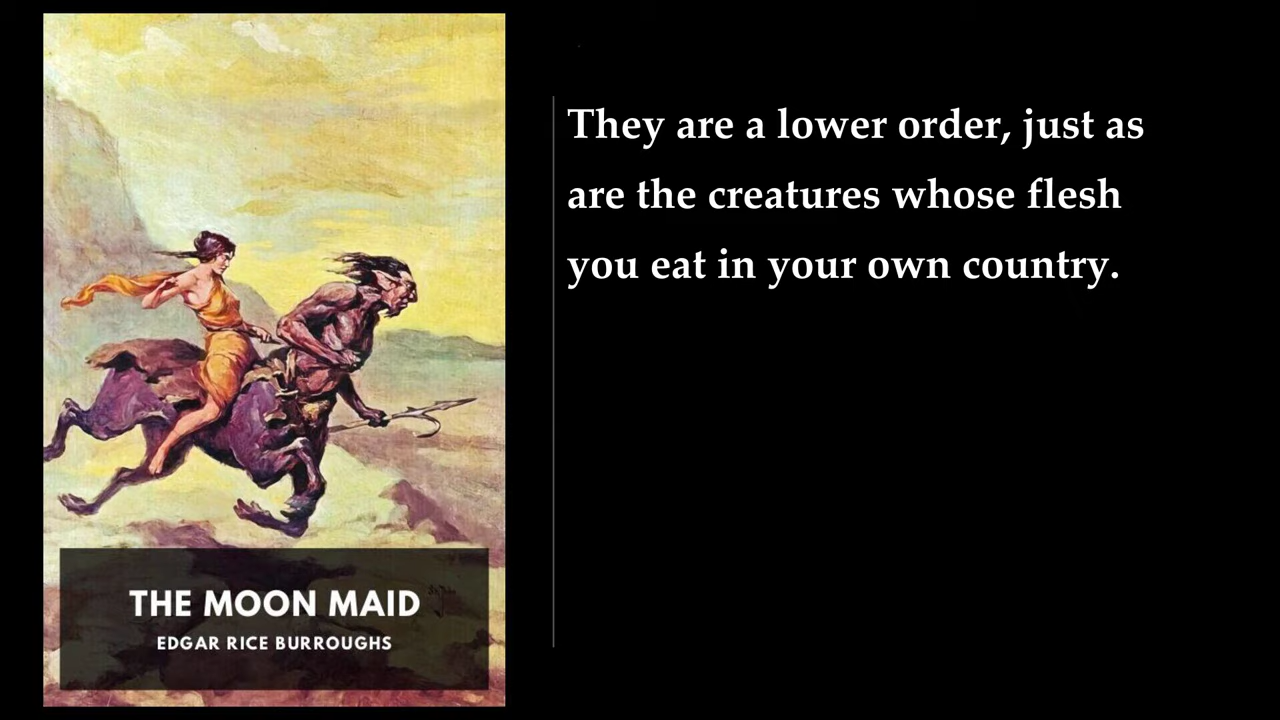 They are a lower order, just as
are the creatures whose flesh
you eat in your own country.
THE MOON MAID
EDGAR RICE BURROUGHS